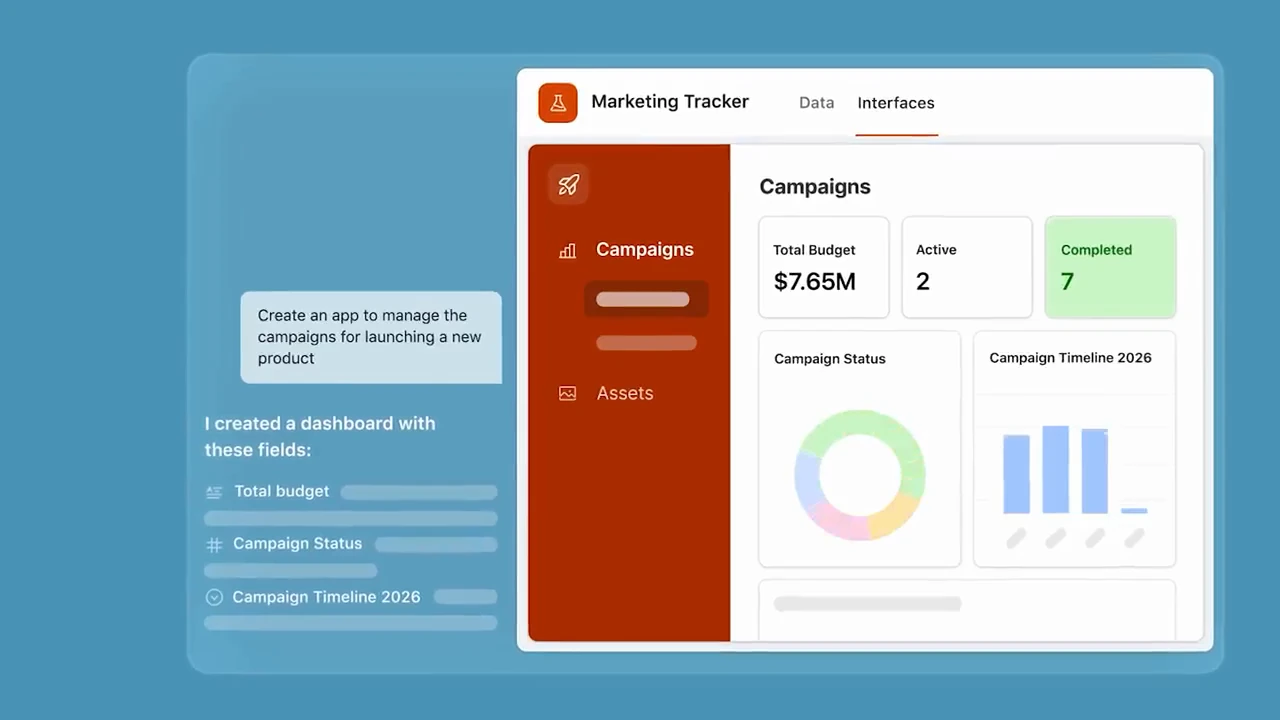 Marketing Tracker
Data
Interfaces
Create an app to manage the
campaigns for launching a new
product
I created a dashboard with
these fields:
Total budget
Campaign Status
Campaign Timeline 2026
Campaigns
Assets
Campaigns
Total Budget
$7.65M
Active
2
Completed
7
Campaign Status
Campaign Timeline 2026